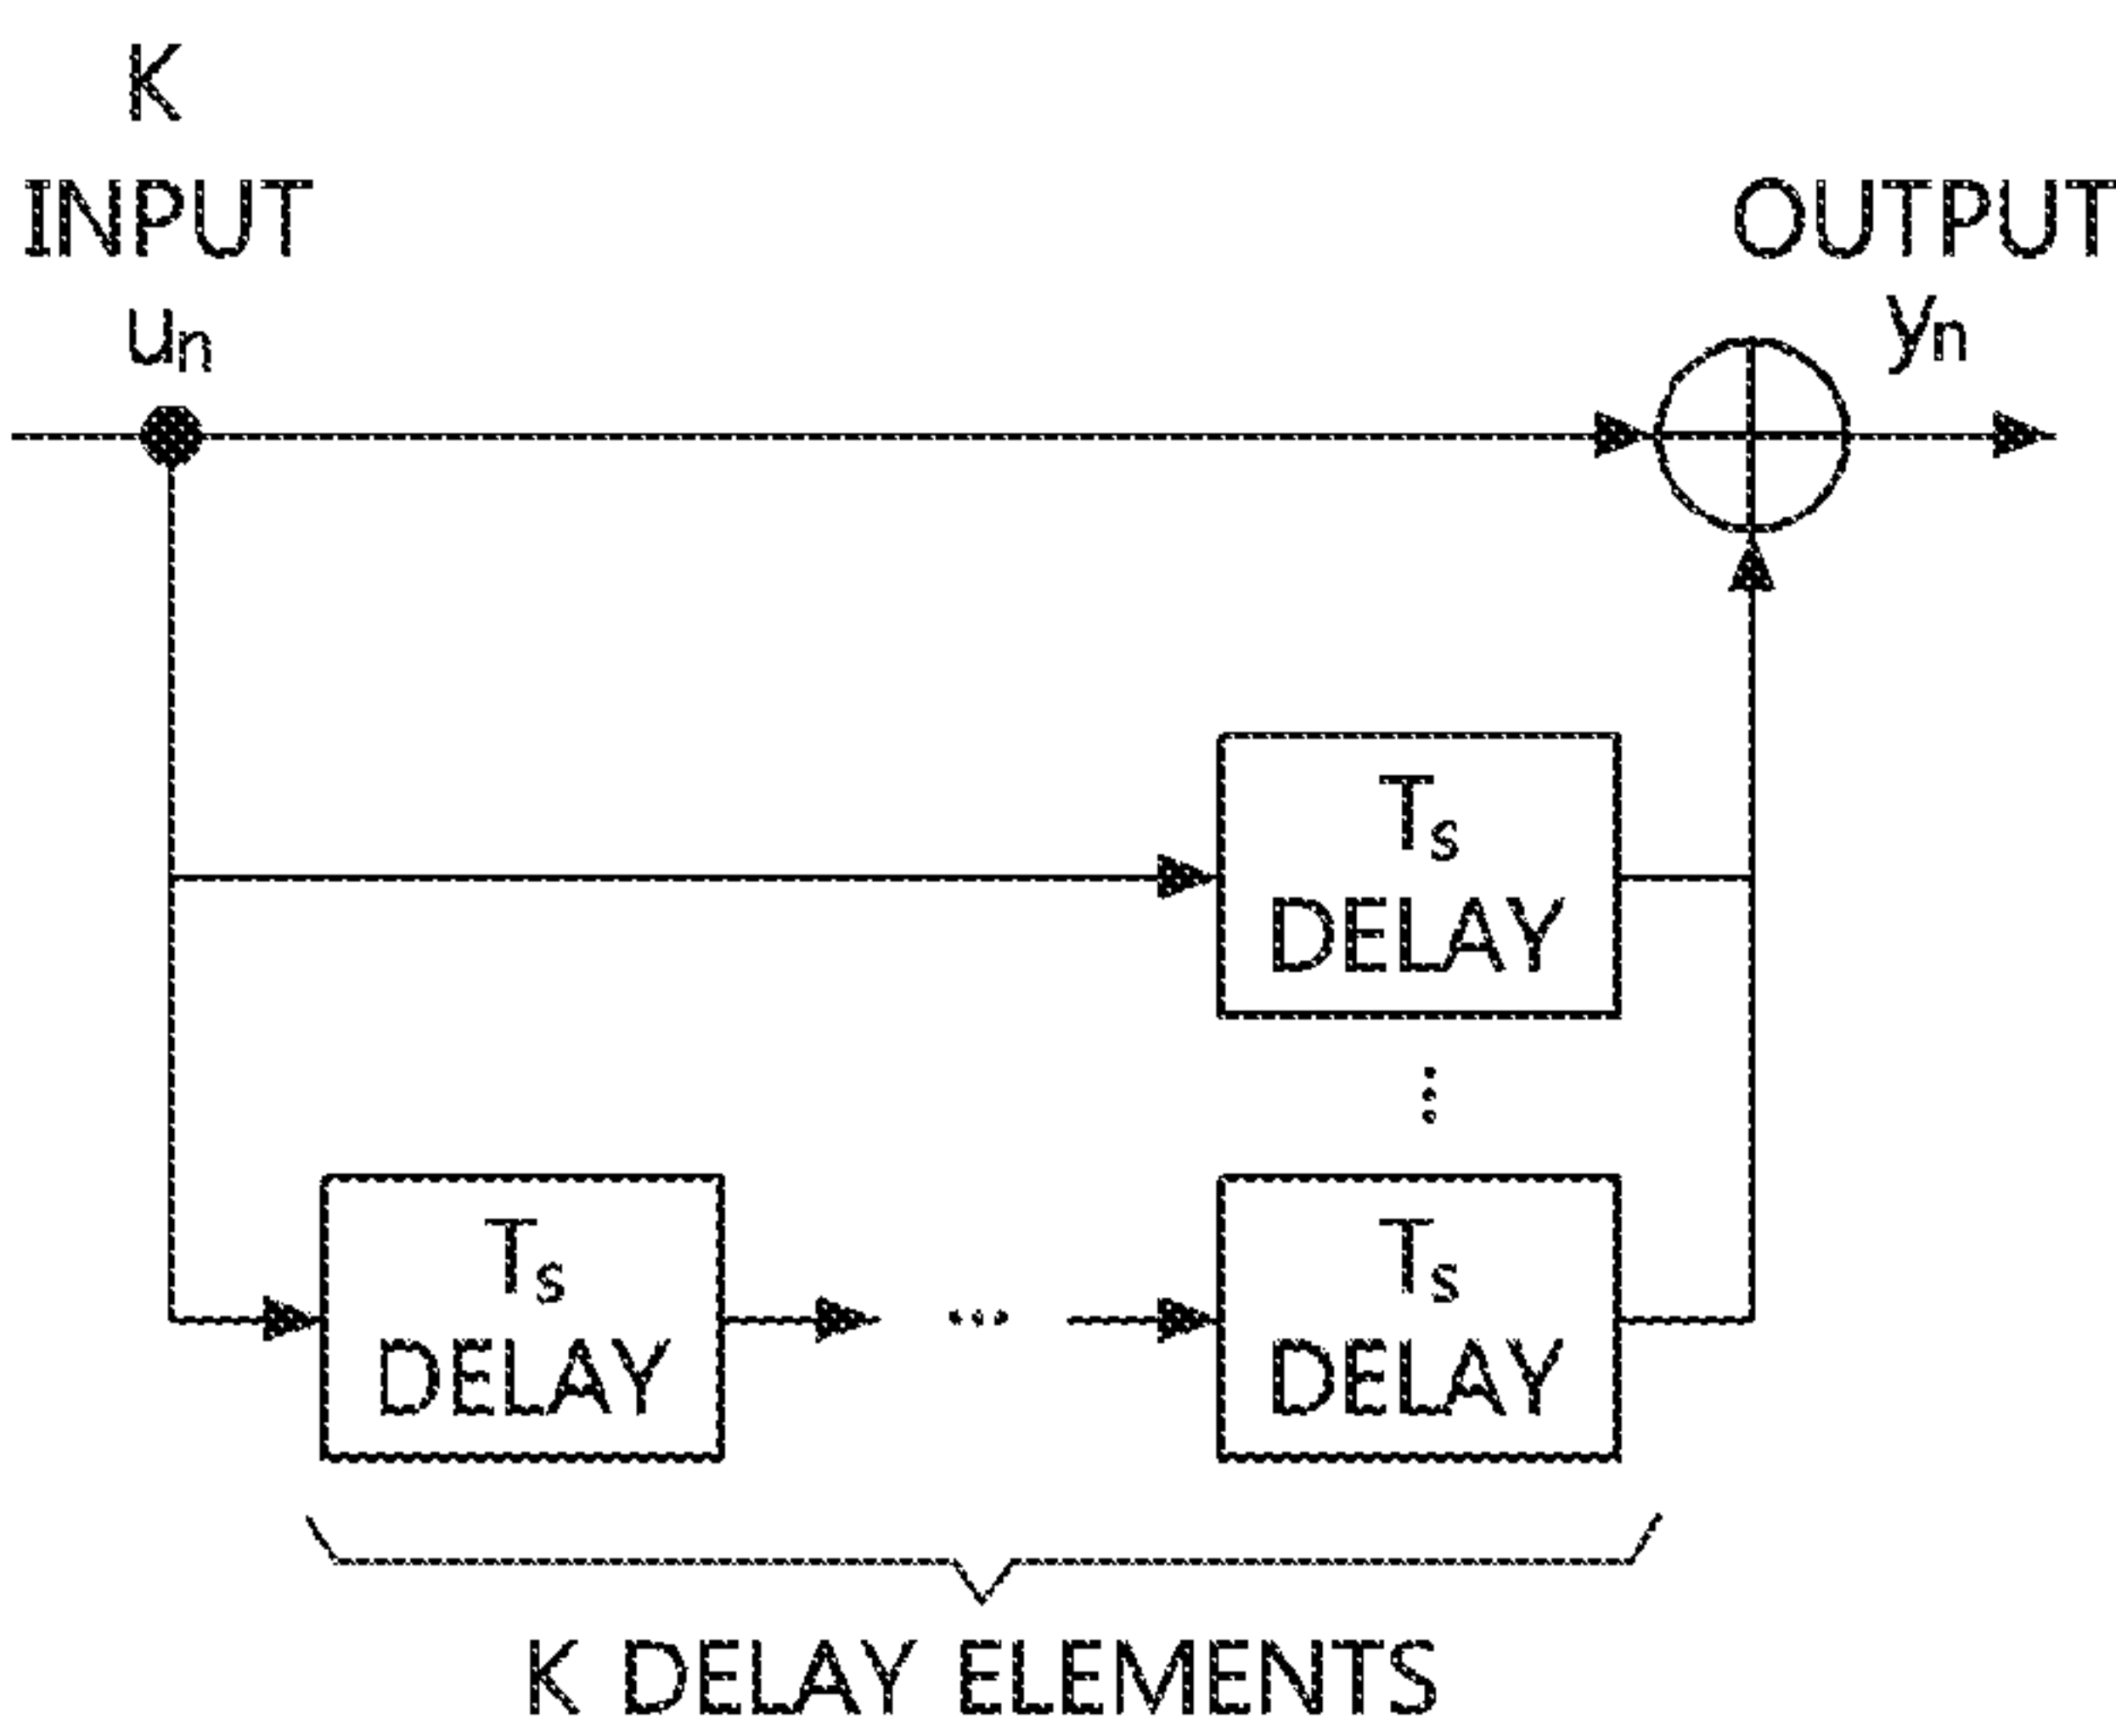 K
INPUT
un
OUTPUT
yn
Ts
DELAY
Ts
DELAY
...
Ts
DELAY
K DELAY ELEMENTS